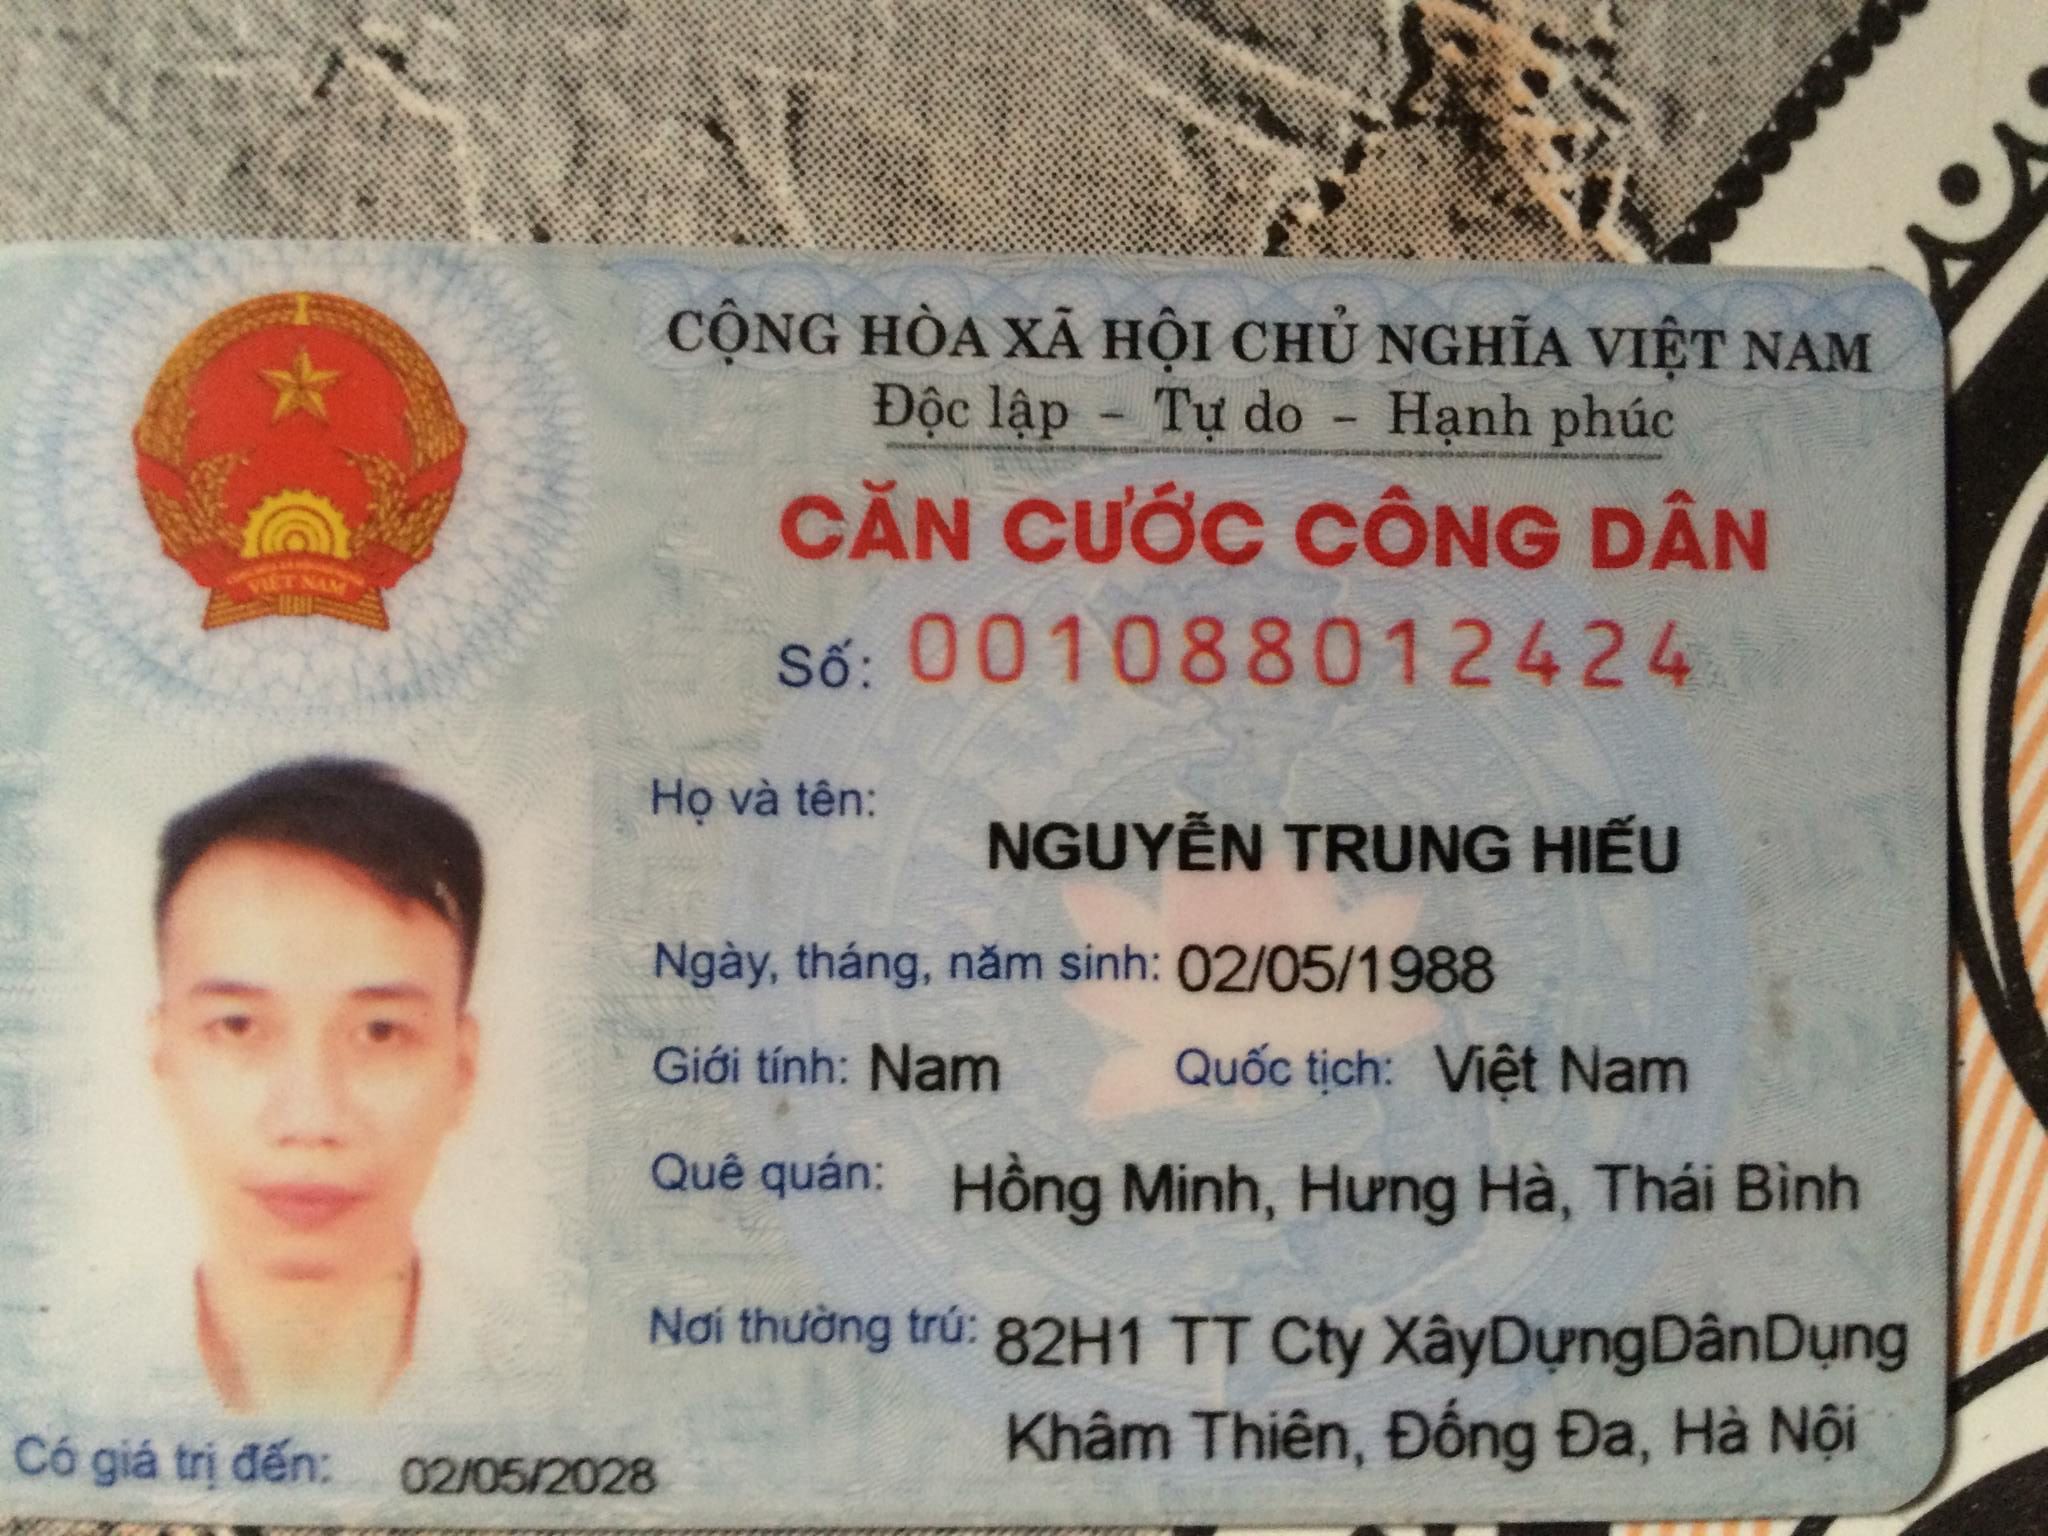 CỘNG HÒA XÃ HỘI CHỦ NGHĨA VIỆT NAM
Độc lập - Tự do - Hạnh phúc
CĂN CƯỚC CÔNG DÂN
Số: 001088012424
VIỆT NAM
Họ và tên: NGUYỄN TRUNG HIẾU
Ngày, tháng, năm sinh: 02/05/1988
Giới tính: Nam Quốc tịch: Việt Nam
Quê quán: Hồng Minh, Hưng Hà, Thái Bình
Nơi thường trú: 82H1 TT Cty XâyDựngDânDụng
Khâm Thiên, Đống Đa, Hà Nội
Có giá trị đến: 02/05/2028